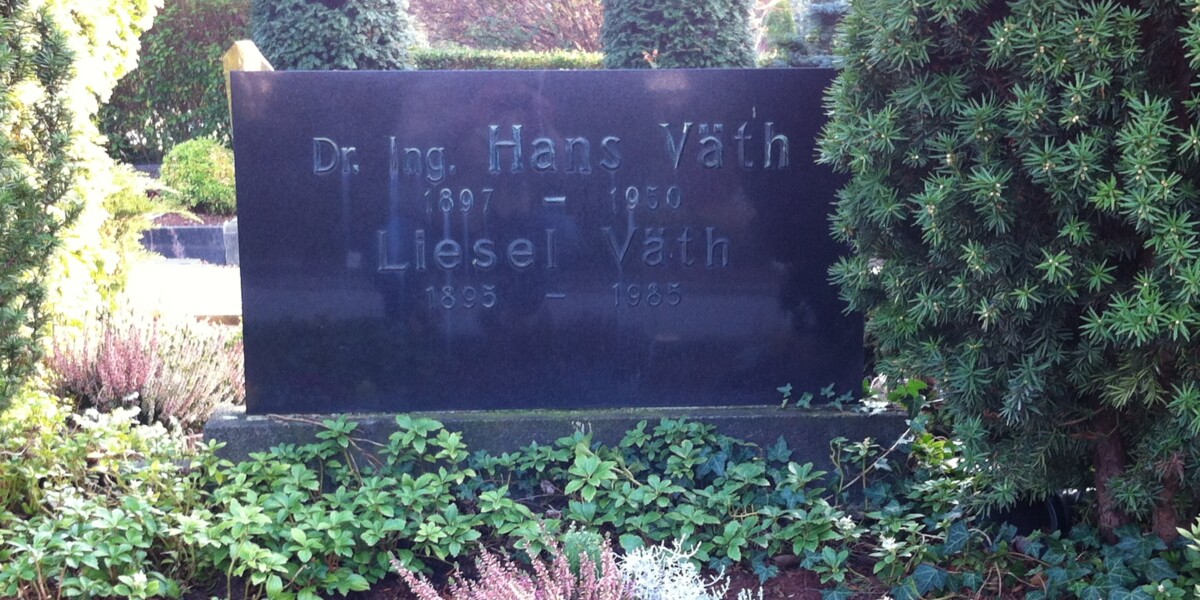 Dr. Ing. Hans Väth
1897 – 1950
Liesel Väth
1895 – 1985